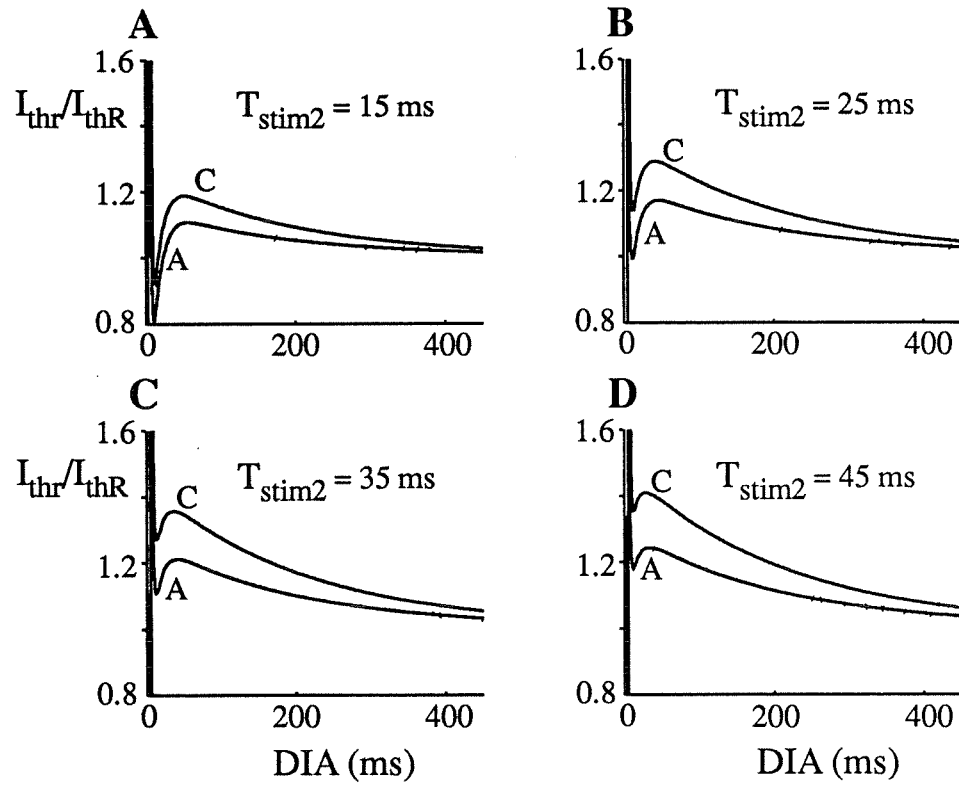 A
1.6
I_thr/I_thR
T_stim2 = 15 ms
1.2
C
A
0.8
0 200 400
B
1.6
T_stim2 = 25 ms
1.2
C
A
0.8
0 200 400
C
1.6
I_thr/I_thR
T_stim2 = 35 ms
C
1.2
A
0.8
0 200 400
DIA (ms)
D
1.6
T_stim2 = 45 ms
C
1.2
A
0.8
0 200 400
DIA (ms)